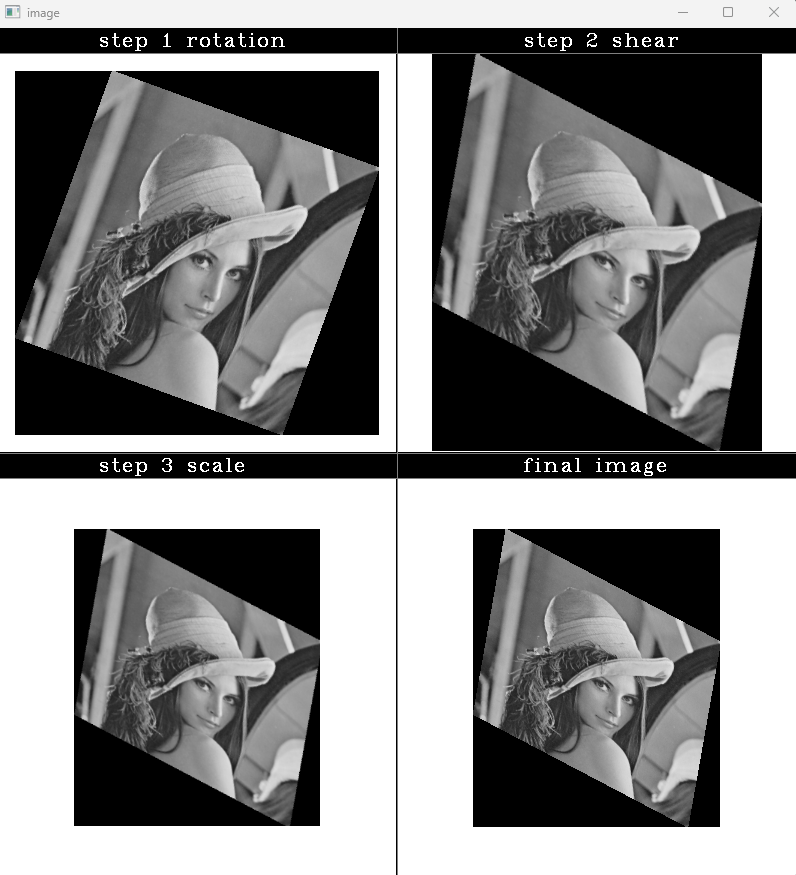 image
step 1 rotation
step 2 shear
step 3 scale
final image